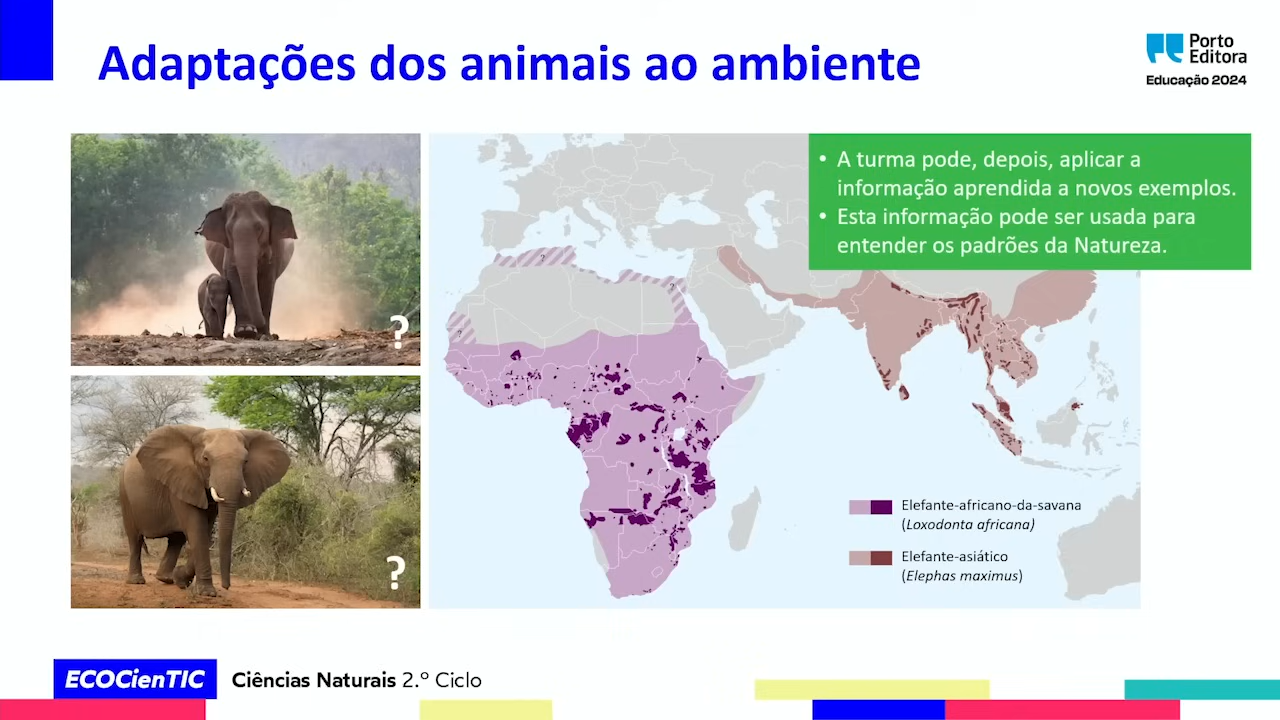 Adaptações dos animais ao ambiente
Porto
Editora
Educação 2024
• A turma pode, depois, aplicar a
informação aprendida a novos exemplos.
• Esta informação pode ser usada para
entender os padrões da Natureza.
?
?
?
?
?
Elefante-africano-da-savana
(Loxodonta africana)
Elefante-asiático
(Elephas maximus)
ECOCienTIC
Ciências Naturais 2.º Ciclo